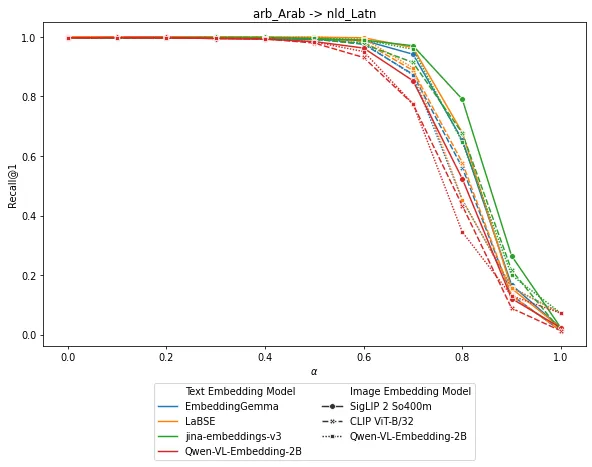 arb_Arab -> nld_Latn
1.0
0.8
0.6
0.4
0.2
0.0
Recall@1
0.0 0.2 0.4 0.6 0.8 1.0
α
Text Embedding Model Image Embedding Model
EmbeddingGemma SigLIP 2 So400m
LaBSE CLIP ViT-B/32
jina-embeddings-v3 Qwen-VL-Embedding-2B
Qwen-VL-Embedding-2B